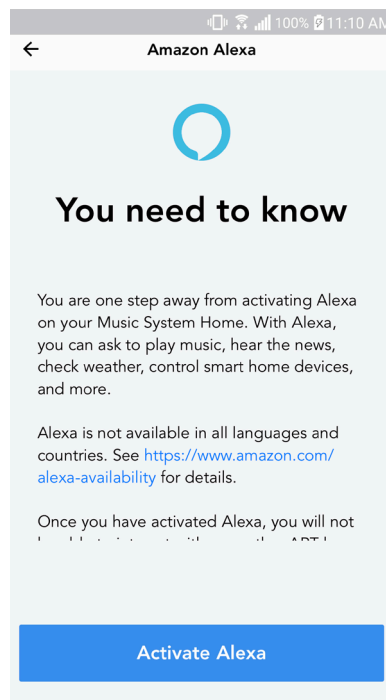 100% 11:10 AM
Amazon Alexa
You need to know
You are one step away from activating Alexa
on your Music System Home. With Alexa,
you can ask to play music, hear the news,
check weather, control smart home devices,
and more.
Alexa is not available in all languages and
countries. See https://www.amazon.com/
alexa-availability for details.
Once you have activated Alexa, you will not
Activate Alexa